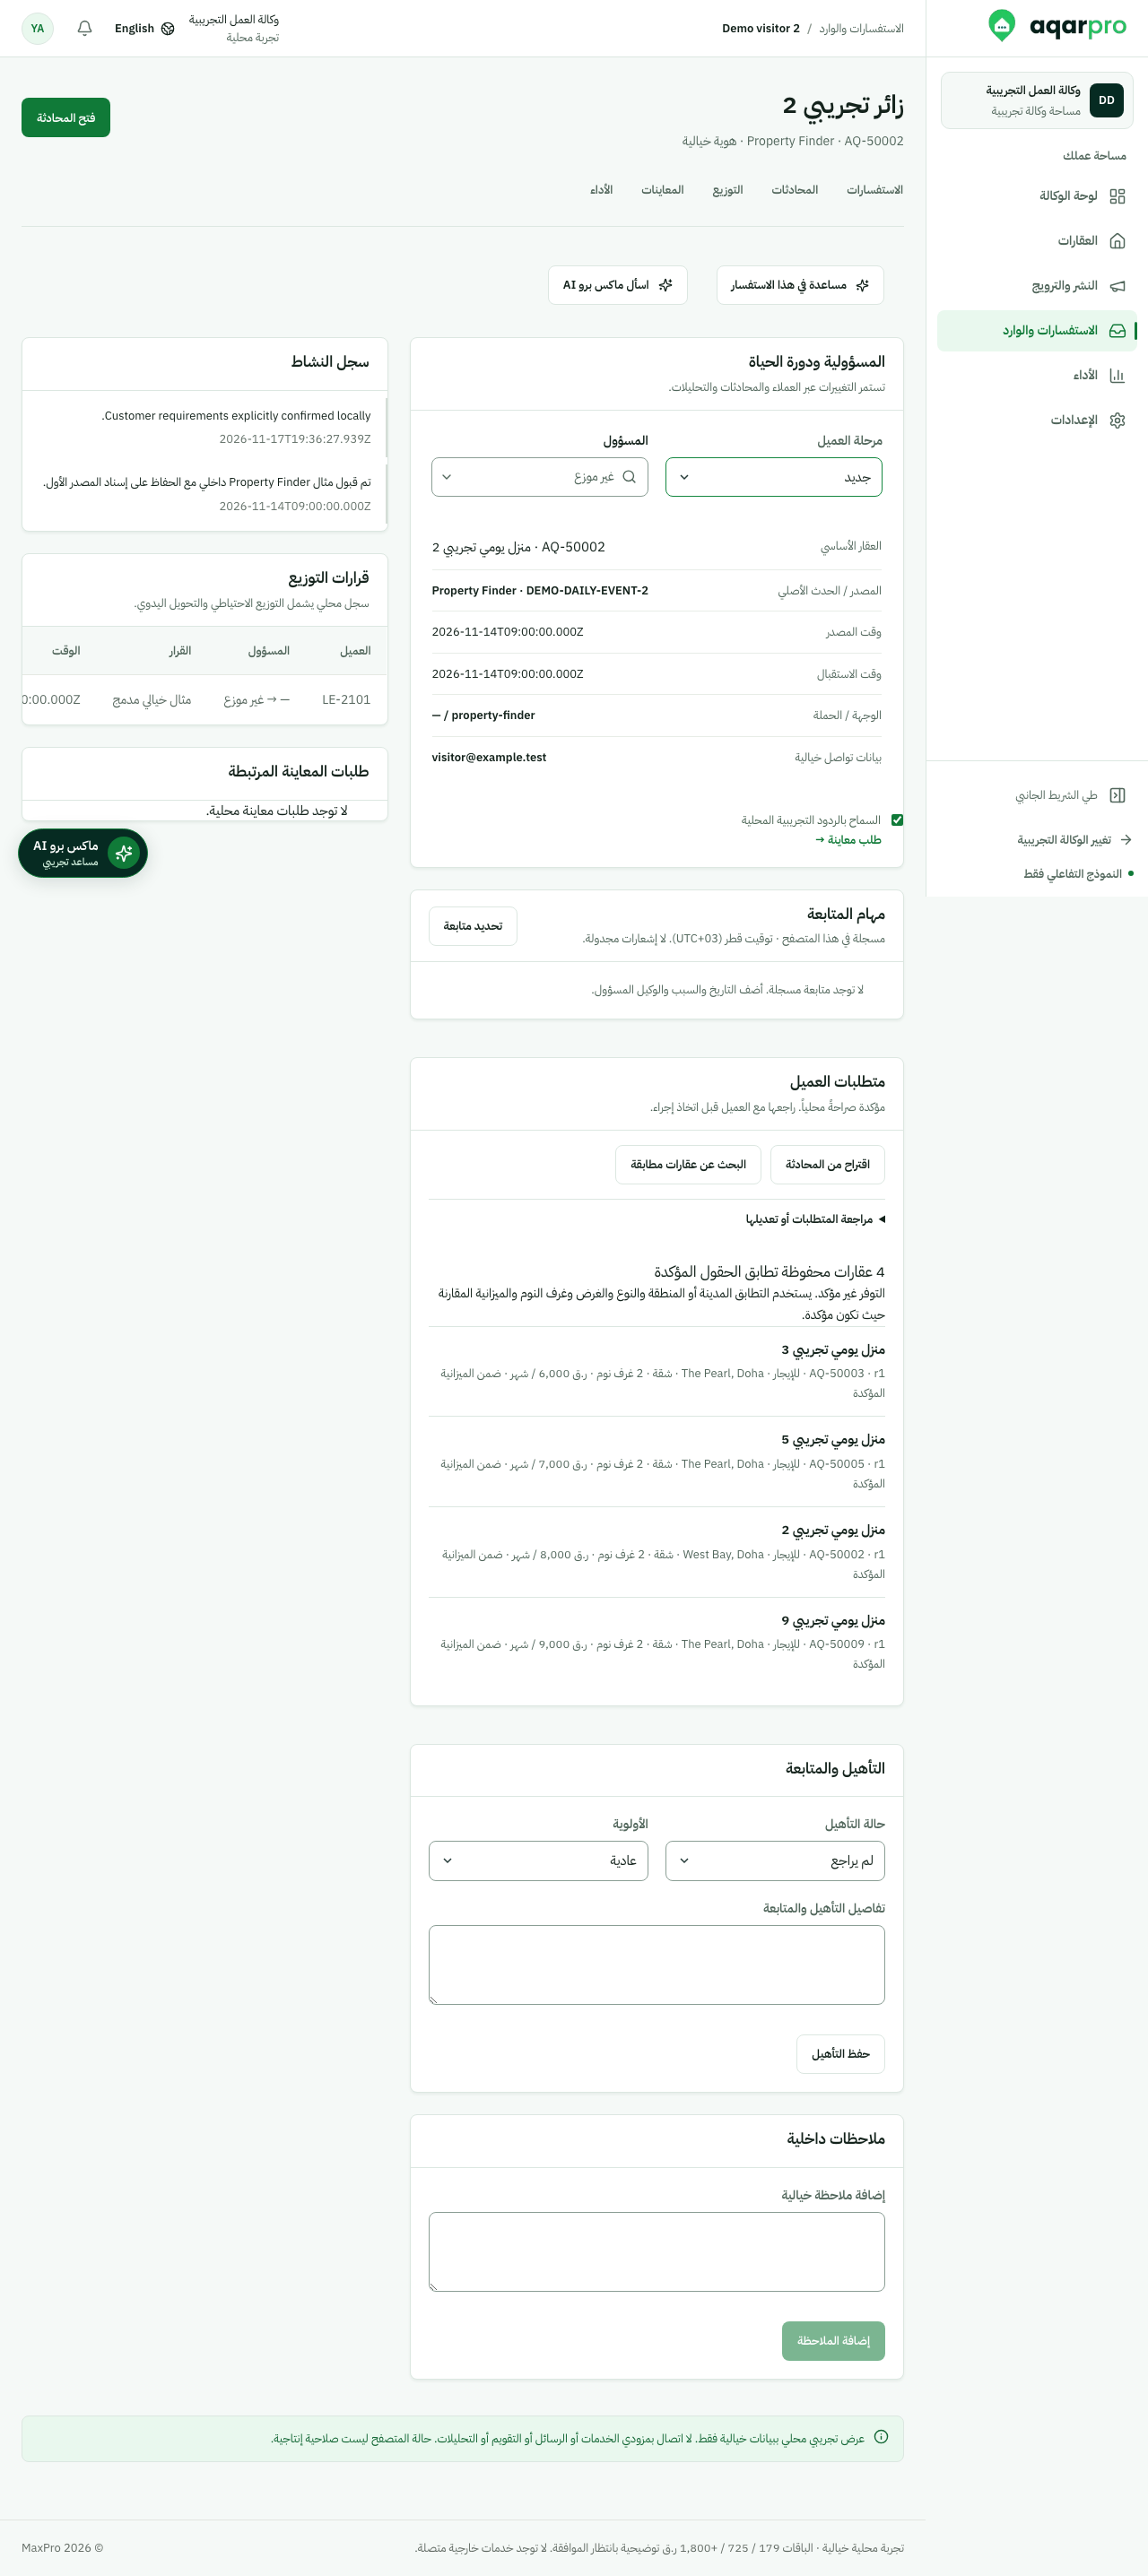 aqarpro
DD
وكالة العمل التجريبية
مساحة وكالة تجريبية
مساحة عملك
لوحة الوكالة
العقارات
النشر والترويج
الاستفسارات والوارد
الأداء
الإعدادات
طي الشريط الجانبي
تغيير الوكالة التجريبية
النموذج التفاعلي فقط
الاستفسارات والوارد / Demo visitor 2
وكالة العمل التجريبية
تجربة محلية
English
YA
زائر تجريبي 2
Property Finder · AQ-50002 · هوية خيالية
فتح المحادثة
الاستفسارات
المحادثات
التوزيع
المعاينات
الأداء
مساعدة في هذا الاستفسار
اسأل ماكس برو AI
المسؤولية ودورة الحياة
تستمر التغييرات عبر العملاء والمحادثات والتحليلات.
مرحلة العميل
جديد
المسؤول
غير موزع
العقار الأساسي
AQ-50002 · منزل يومي تجريبي 2
المصدر / الحدث الأصلي
Property Finder · DEMO-DAILY-EVENT-2
وقت المصدر
2026-11-14T09:00:00.000Z
وقت الاستقبال
2026-11-14T09:00:00.000Z
الوجهة / الحملة
— / property-finder
بيانات تواصل خيالية
visitor@example.test
السماح بالردود التجريبية المحلية
طلب معاينة →
مهام المتابعة
مسجلة في هذا المتصفح · توقيت قطر (UTC+03). لا إشعارات مجدولة.
تحديد متابعة
لا توجد متابعة مسجلة. أضف التاريخ والسبب والوكيل المسؤول.
متطلبات العميل
مؤكدة صراحةً محلياً. راجعها مع العميل قبل اتخاذ إجراء.
اقتراح من المحادثة
البحث عن عقارات مطابقة
مراجعة المتطلبات أو تعديلها
4 عقارات محفوظة تطابق الحقول المؤكدة
التوفر غير مؤكد. يستخدم التطابق المدينة أو المنطقة والنوع والغرض وغرف النوم والميزانية المقارنة
حيث تكون مؤكدة.
منزل يومي تجريبي 3
AQ-50003 · r1 · للإيجار · The Pearl, Doha · شقة · 2 غرف نوم · ر.ق 6,000 / شهر · ضمن الميزانية
المؤكدة
منزل يومي تجريبي 5
AQ-50005 · r1 · للإيجار · The Pearl, Doha · شقة · 2 غرف نوم · ر.ق 7,000 / شهر · ضمن الميزانية
المؤكدة
منزل يومي تجريبي 2
AQ-50002 · r1 · للإيجار · West Bay, Doha · شقة · 2 غرف نوم · ر.ق 8,000 / شهر · ضمن الميزانية
المؤكدة
منزل يومي تجريبي 9
AQ-50009 · r1 · للإيجار · The Pearl, Doha · شقة · 2 غرف نوم · ر.ق 9,000 / شهر · ضمن الميزانية
المؤكدة
التأهيل والمتابعة
حالة التأهيل
لم يراجع
الأولوية
عادية
تفاصيل التأهيل والمتابعة
حفظ التأهيل
ملاحظات داخلية
إضافة ملاحظة خيالية
إضافة الملاحظة
سجل النشاط
Customer requirements explicitly confirmed locally.
2026-11-17T19:36:27.939Z
تم قبول مثال Property Finder داخلي مع الحفاظ على إسناد المصدر الأول.
2026-11-14T09:00:00.000Z
قرارات التوزيع
سجل محلي يشمل التوزيع الاحتياطي والتحويل اليدوي.
العميل
المسؤول
القرار
الوقت
LE-2101
— → غير موزع
مثال خيالي مدمج
0:00.000Z
طلبات المعاينة المرتبطة
لا توجد طلبات معاينة محلية.
ماكس برو AI
مساعد تجريبي
عرض تجريبي محلي ببيانات خيالية فقط. لا اتصال بمزودي الخدمات أو الرسائل أو التقويم أو التحليلات. حالة المتصفح ليست صلاحية إنتاجية.
تجربة محلية خيالية · الباقات 179 / 725 / +1,800 ر.ق توضيحية بانتظار الموافقة. لا توجد خدمات خارجية متصلة.
© 2026 MaxPro